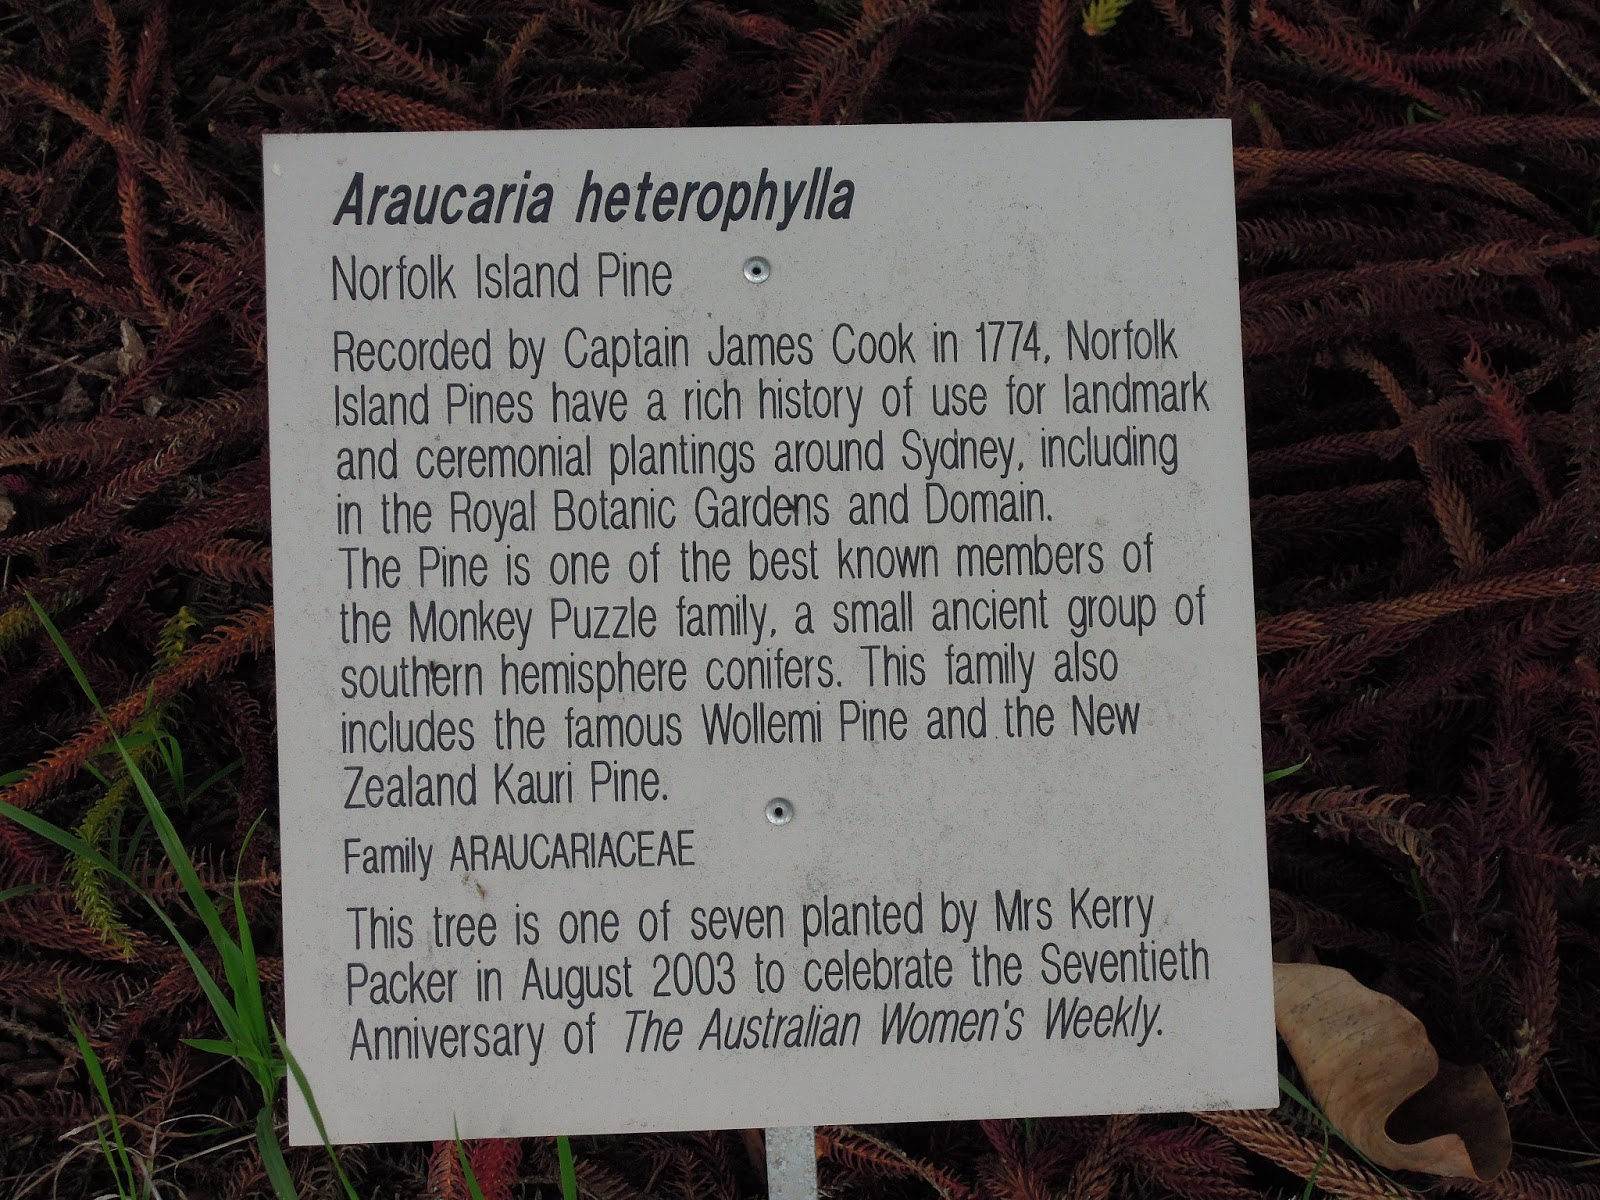 Araucaria heterophylla
Norfolk Island Pine
Recorded by Captain James Cook in 1774, Norfolk
Island Pines have a rich history of use for landmark
and ceremonial plantings around Sydney, including
in the Royal Botanic Gardens and Domain.
The Pine is one of the best known members of
the Monkey Puzzle family, a small ancient group of
southern hemisphere conifers. This family also
includes the famous Wollemi Pine and the New
Zealand Kauri Pine.
Family ARAUCARIACEAE
This tree is one of seven planted by Mrs Kerry
Packer in August 2003 to celebrate the Seventieth
Anniversary of The Australian Women's Weekly.